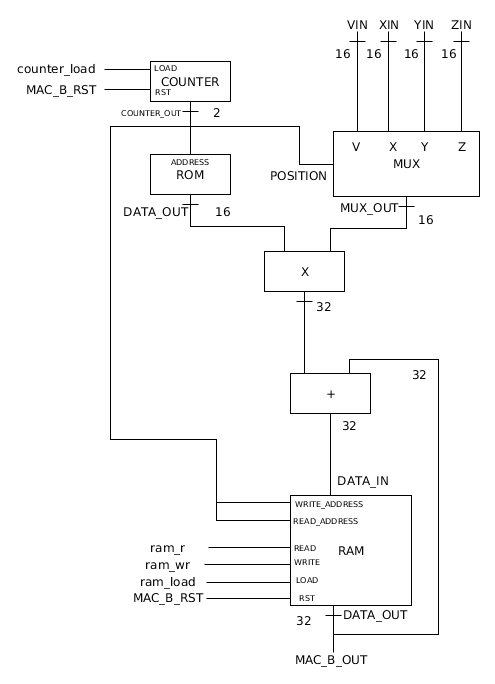 VIN XIN YIN ZIN
16 16 16 16
counter_load
LOAD
COUNTER
MAC_B_RST
RST
COUNTER_OUT 2
V X Y Z
MUX
ADDRESS
ROM
POSITION
DATA_OUT 16
MUX_OUT
16
X
32
32
+
32
DATA_IN
WRITE_ADDRESS
READ_ADDRESS
ram_r READ RAM
ram_wr WRITE
ram_load LOAD
MAC_B_RST RST
32 DATA_OUT
MAC_B_OUT